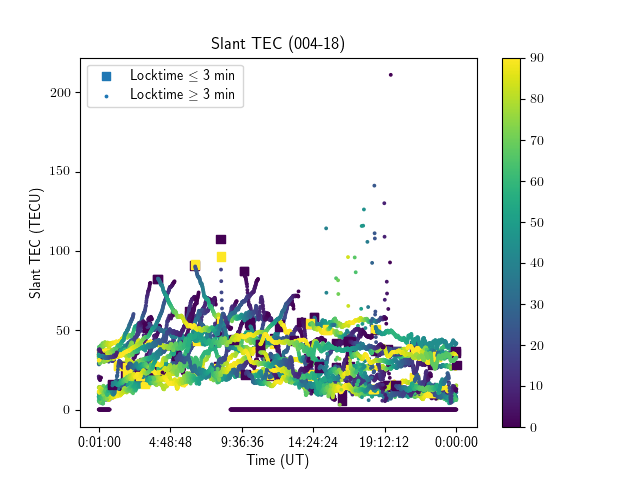 Slant TEC (004-18)
Locktime ≤ 3 min
Locktime ≥ 3 min
Slant TEC (TECU)
200
150
100
50
0
0:01:00 4:48:48 9:36:36 14:24:24 19:12:12 0:00:00
Time (UT)
90
80
70
60
50
40
30
20
10
0